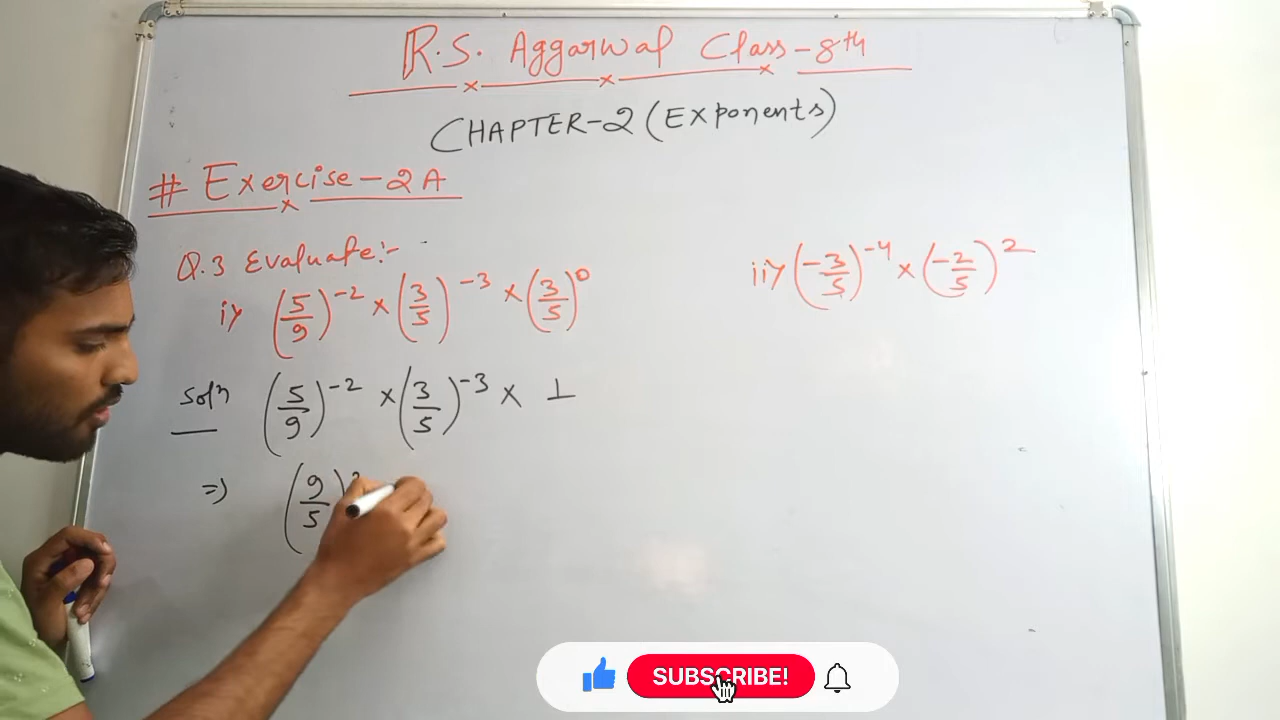 R.S. Aggarwal Class-8th
CHAPTER-2 (Exponents)
# Exercise-2A
Q.3 Evaluate:-
i) (5/9)^-2 × (3/5)^-3 × (3/5)^0
ii) (-3/5)^-4 × (-2/5)^2
Soln (5/9)^-2 × (3/5)^-3 × 1
=> (9/5)
SUBSCRIBE!